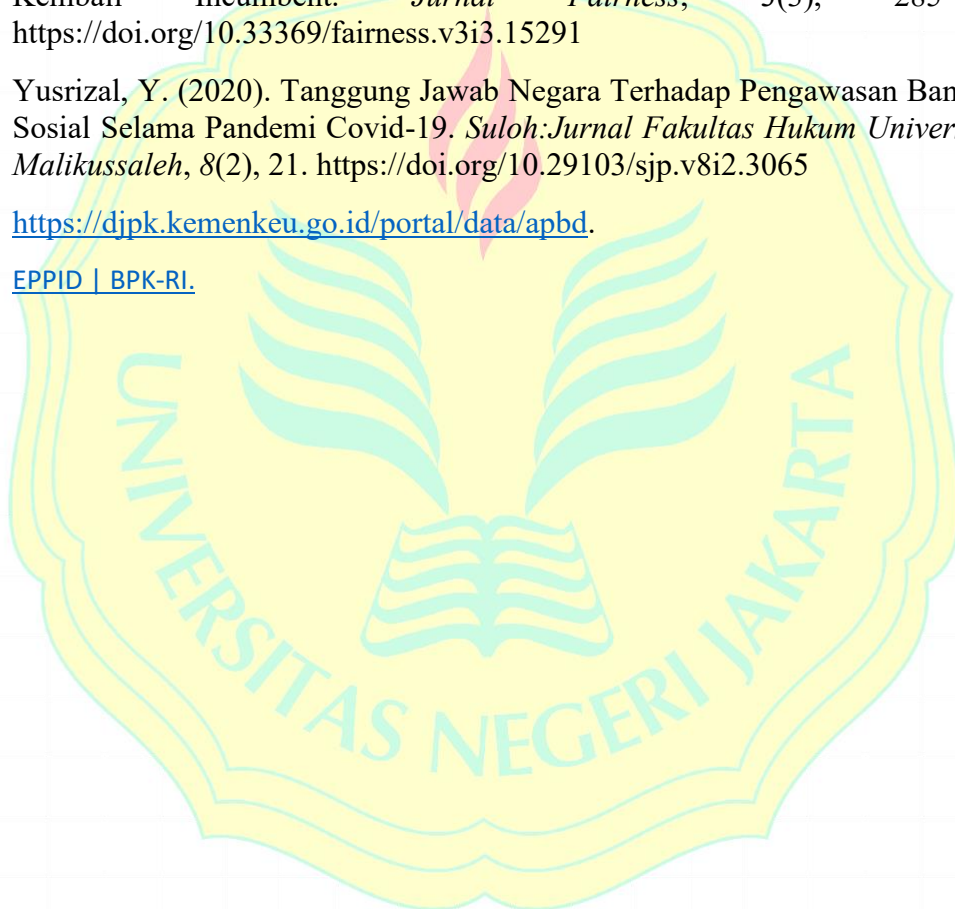 Kembali Incumbent. Jurnal Fairness, 3(3), 285
https://doi.org/10.33369/fairness.v3i3.15291
Yusrizal, Y. (2020). Tanggung Jawab Negara Terhadap Pengawasan Ban
Sosial Selama Pandemi Covid-19. Suloh:Jurnal Fakultas Hukum Univer
Malikussaleh, 8(2), 21. https://doi.org/10.29103/sjp.v8i2.3065
https://djpk.kemenkeu.go.id/portal/data/apbd.
EPPID | BPK-RI.
UNIVERSITAS NEGERI JAKARTA